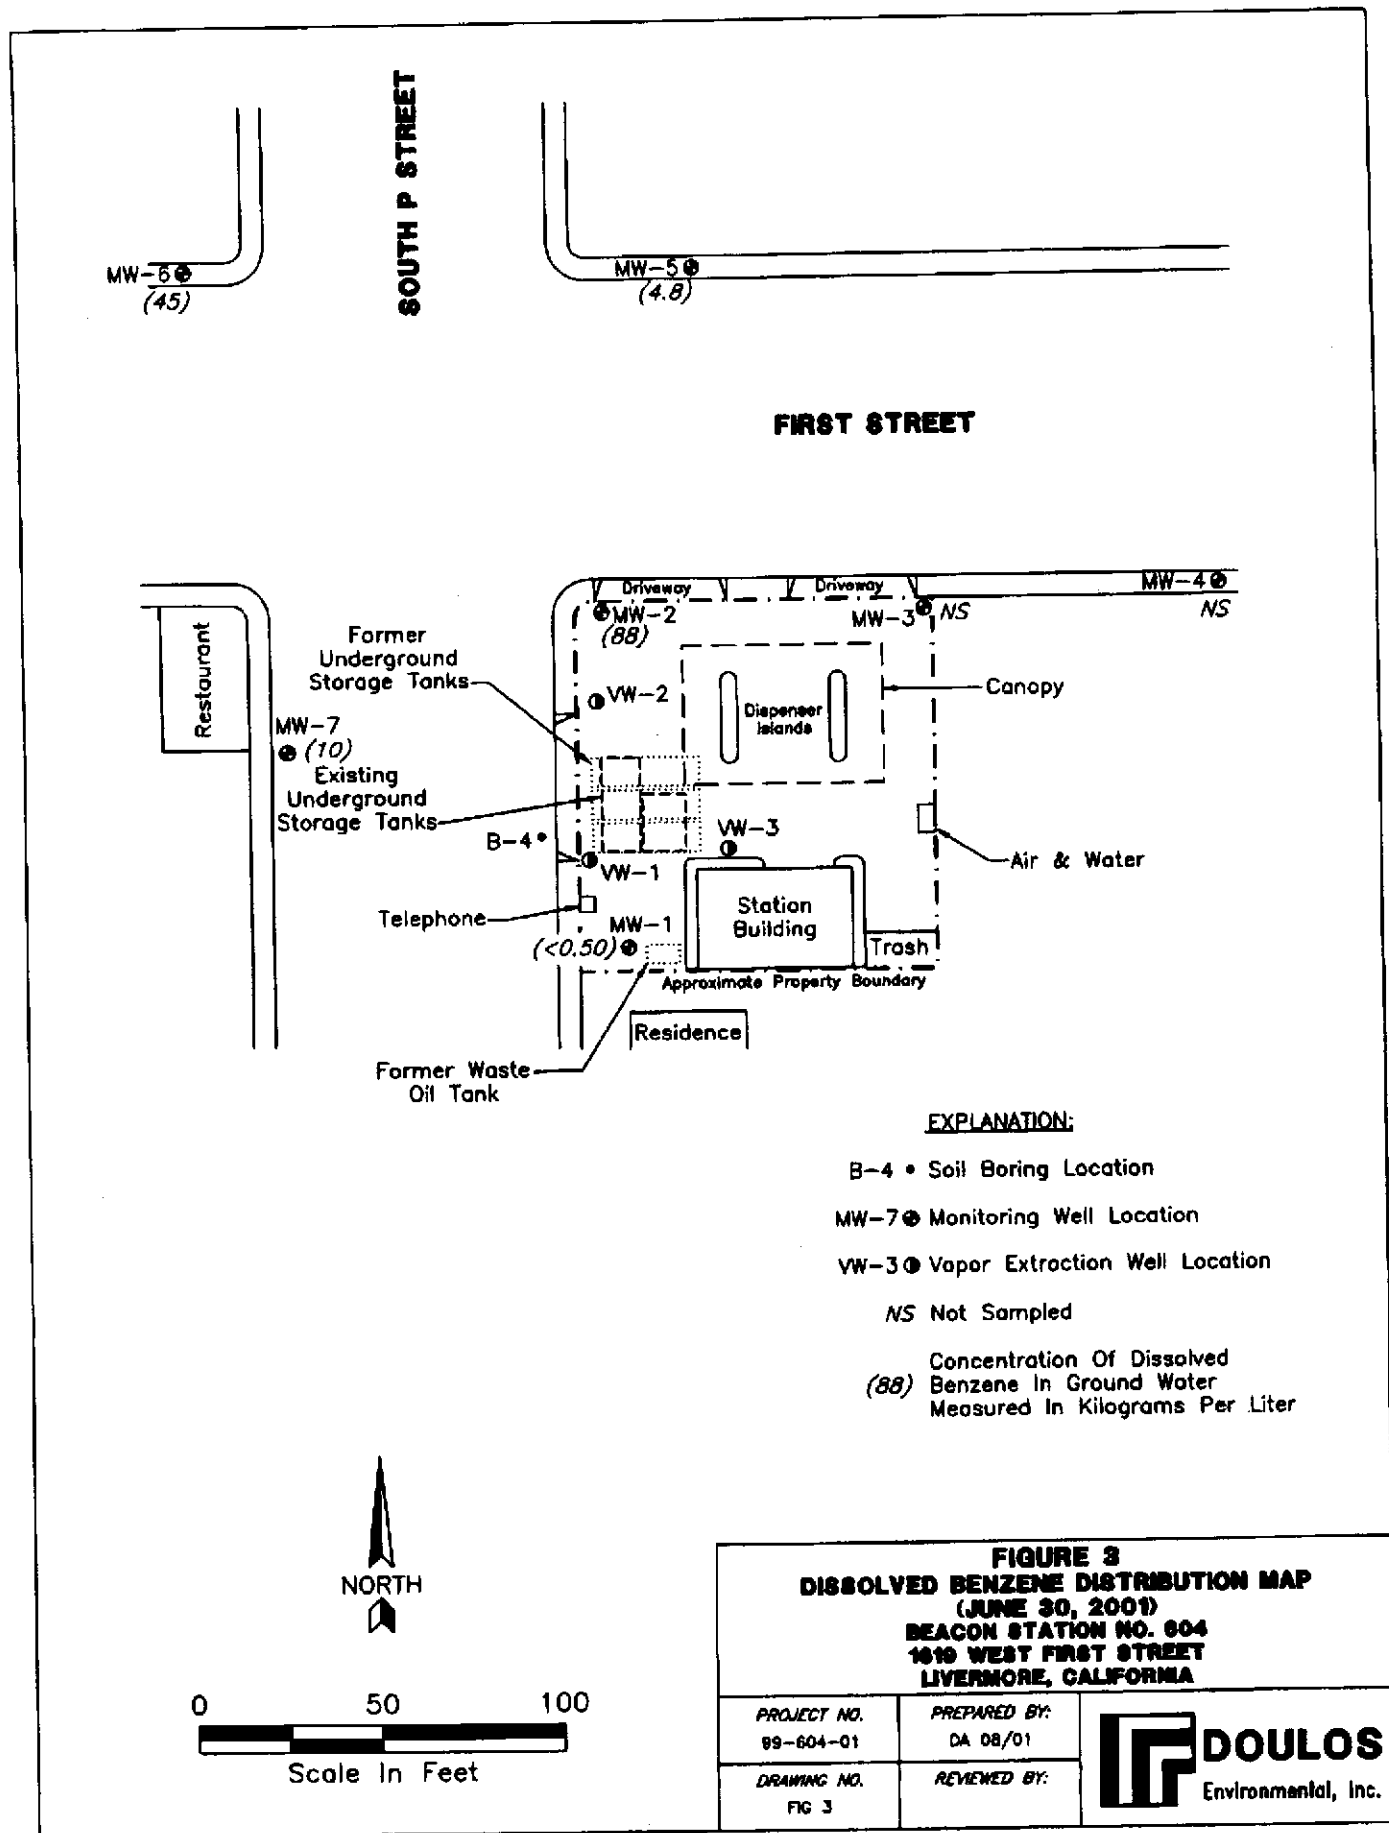 SOUTH P STREET
MW-6
(45)
MW-5
(4.8)
FIRST STREET
Driveway
Driveway
MW-4
NS
MW-2
(88)
MW-3
NS
Restaurant
Former
Underground
Storage Tanks
VW-2
Canopy
Dispenser
Islands
MW-7
(10)
Existing
Underground
Storage Tanks
B-4
VW-3
VW-1
Air & Water
Telephone
MW-1
(<0.50)
Station
Building
Trash
Approximate Property Boundary
Residence
Former Waste
Oil Tank
EXPLANATION:
B-4 • Soil Boring Location
MW-7 Monitoring Well Location
VW-3 Vapor Extraction Well Location
NS Not Sampled
Concentration Of Dissolved
(88) Benzene In Ground Water
Measured In Kilograms Per Liter
NORTH
0 50 100
Scale In Feet
FIGURE 3
DISSOLVED BENZENE DISTRIBUTION MAP
(JUNE 30, 2001)
BEACON STATION NO. 604
1619 WEST FIRST STREET
LIVERMORE, CALIFORNIA
PROJECT NO.
99-604-01
PREPARED BY:
DA 08/01
DRAWING NO.
FIG 3
REVIEWED BY:
DOULOS
Environmental, Inc.